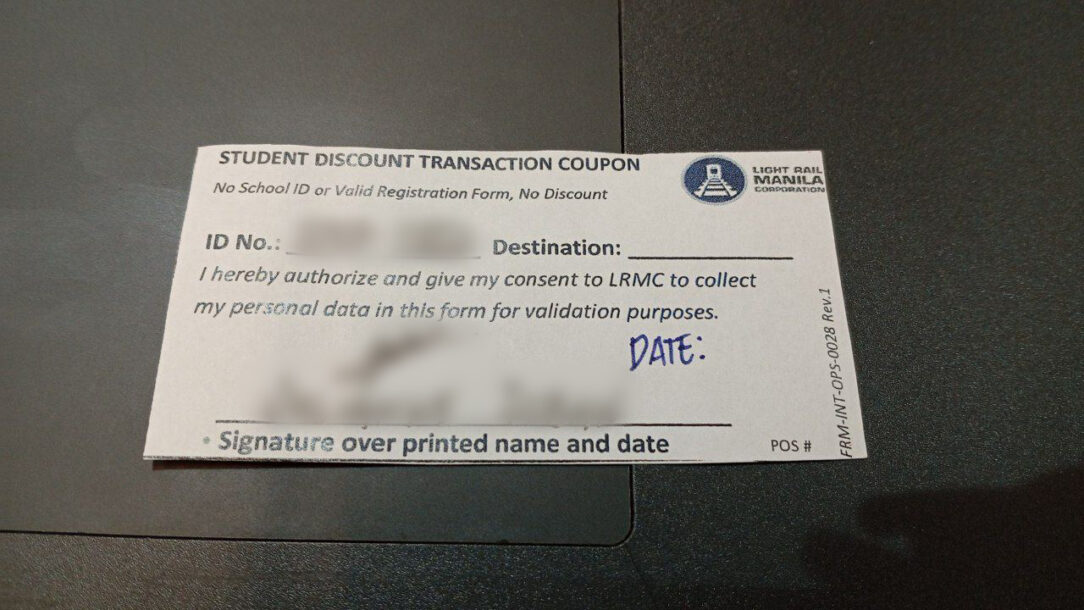 STUDENT DISCOUNT TRANSACTION COUPON
LIGHT RAIL
MANILA
CORPORATION
No School ID or Valid Registration Form, No Discount
ID No.: Destination:
I hereby authorize and give my consent to LRMC to collect
my personal data in this form for validation purposes.
DATE:
Signature over printed name and date
POS #
FRM-INT-OPS-0028 Rev.1